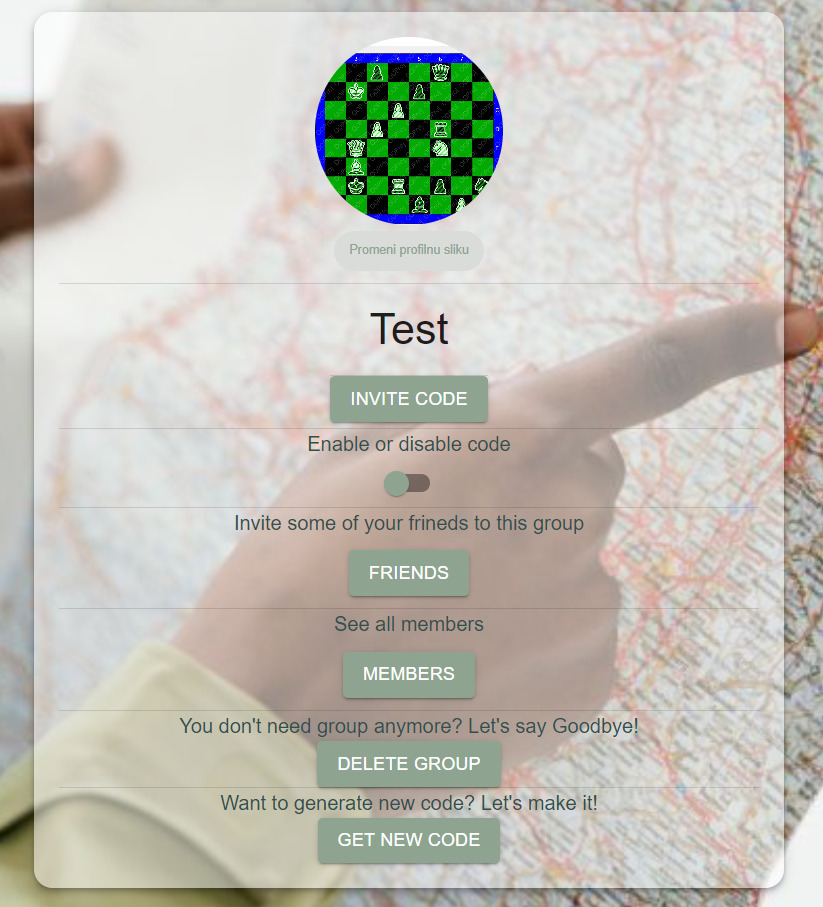 Promeni profilnu sliku
Test
INVITE CODE
Enable or disable code
Invite some of your frineds to this group
FRIENDS
See all members
MEMBERS
You don't need group anymore? Let's say Goodbye!
DELETE GROUP
Want to generate new code? Let's make it!
GET NEW CODE